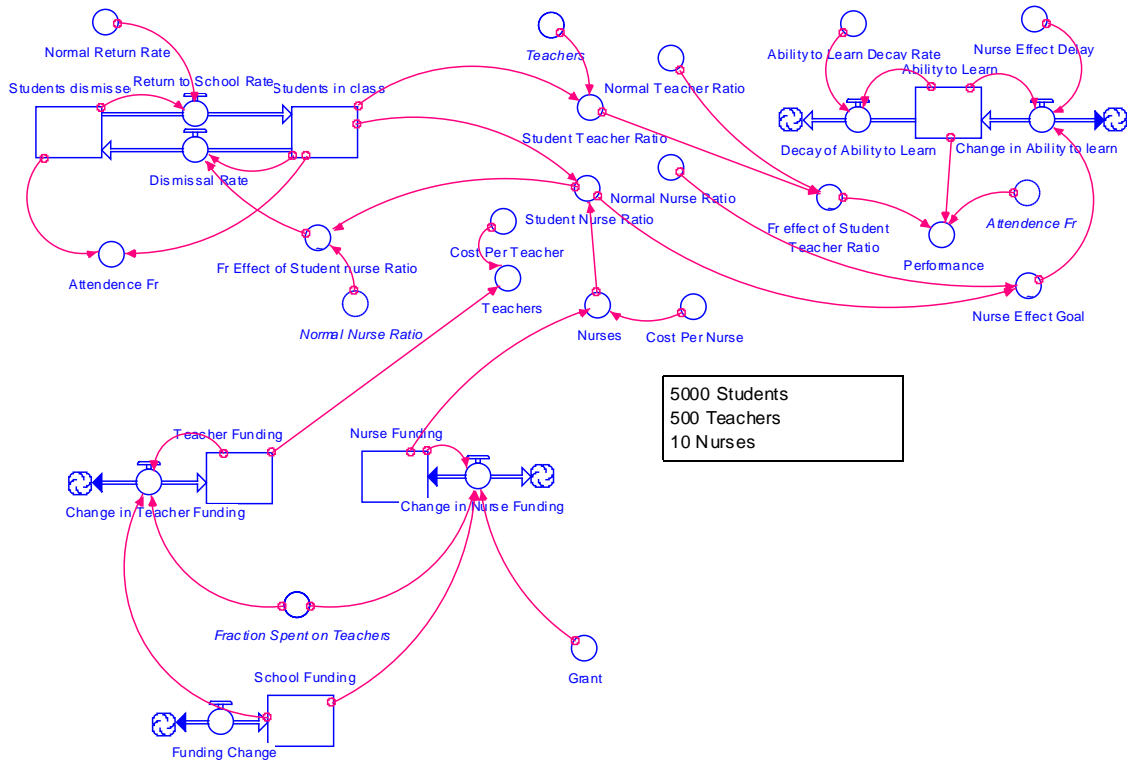 Normal Return Rate
Teachers
Ability to Learn Decay Rate
Nurse Effect Delay
Students dismisse
Return to School Rate
Students in class
Normal Teacher Ratio
Ability to Learn
Student Teacher Ratio
Decay of Ability to Learn
Change in Ability to learn
Dismissal Rate
Normal Nurse Ratio
Student Nurse Ratio
Attendence Fr
Fr effect of Student
Teacher Ratio
Cost Per Teacher
Fr Effect of Student nurse Ratio
Performance
Attendence Fr
Teachers
Nurse Effect Goal
Normal Nurse Ratio
Nurses
Cost Per Nurse
5000 Students
500 Teachers
10 Nurses
Teacher Funding
Nurse Funding
Change in Teacher Funding
Change in Nurse Funding
Fraction Spent on Teachers
School Funding
Grant
Funding Change